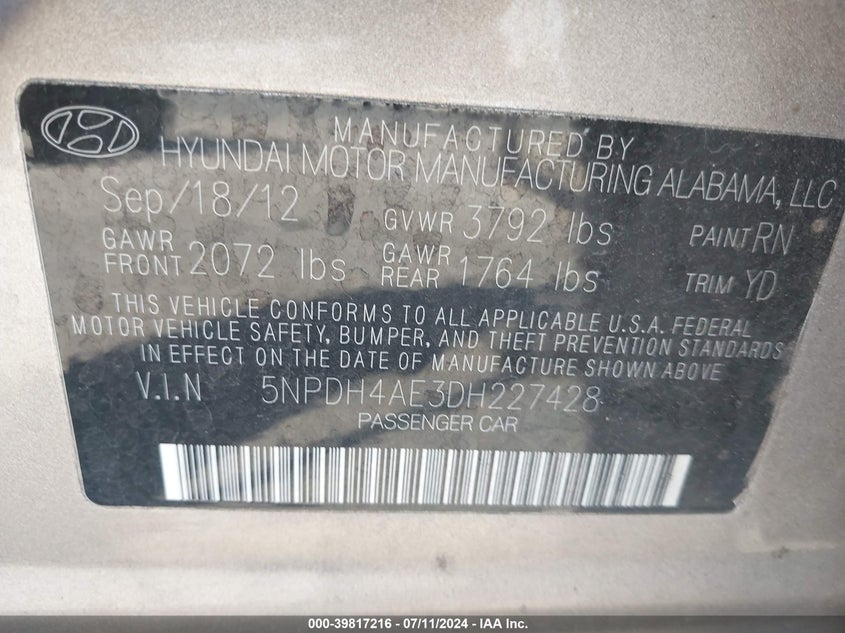 MANUFACTURED BY
HYUNDAI MOTOR MANUFACTURING ALABAMA, LLC
Sep/18/12 GVWR 3792 lbs PAINT RN
GAWR FRONT 2072 lbs GAWR REAR 1764 lbs TRIM YD
THIS VEHICLE CONFORMS TO ALL APPLICABLE U.S.A. FEDERAL
MOTOR VEHICLE SAFETY, BUMPER, AND THEFT PREVENTION STANDARDS
IN EFFECT ON THE DATE OF MANUFACTURE SHOWN ABOVE
V.I.N 5NPDH4AE3DH227428
PASSENGER CAR
000-39817216 - 07/11/2024 - IAA Inc.